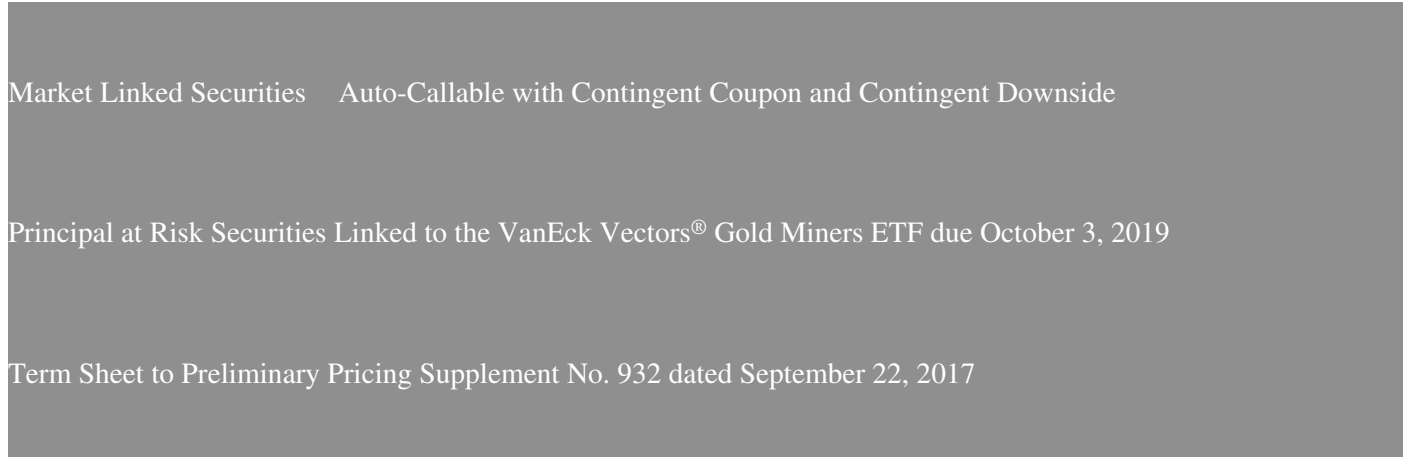 Market Linked Securities Auto-Callable with Contingent Coupon and Contingent Downside
Principal at Risk Securities Linked to the VanEck Vectors® Gold Miners ETF due October 3, 2019
Term Sheet to Preliminary Pricing Supplement No. 932 dated September 22, 2017